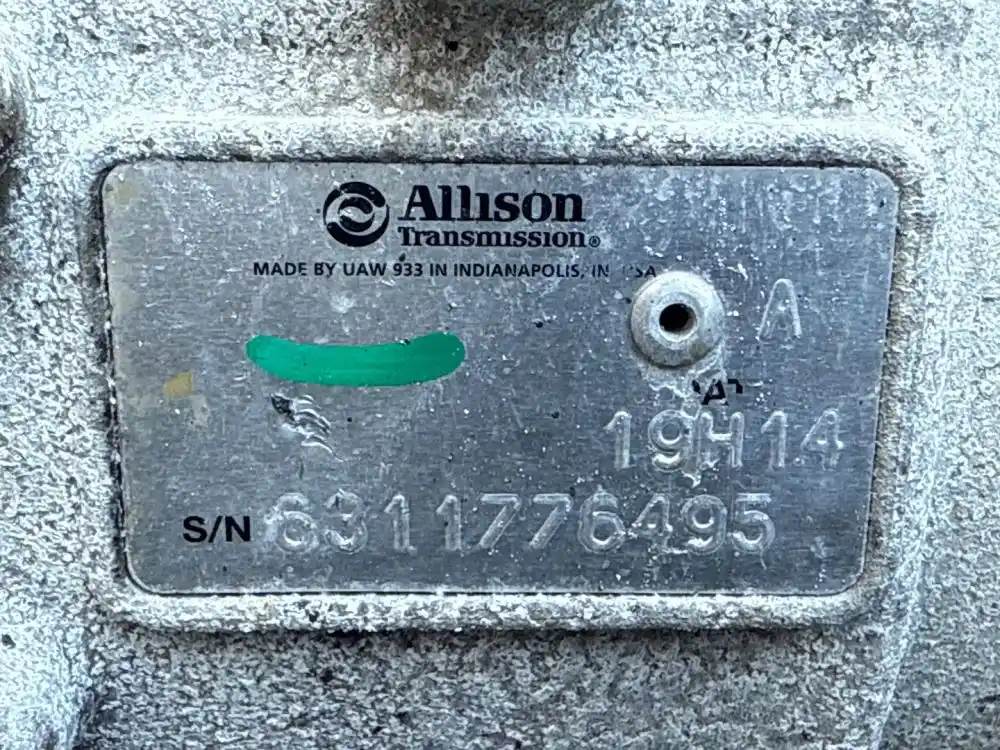 Allison
Transmission®
MADE BY UAW 933 IN INDIANAPOLIS, IN USA
A
19H14
S/N 6311776495